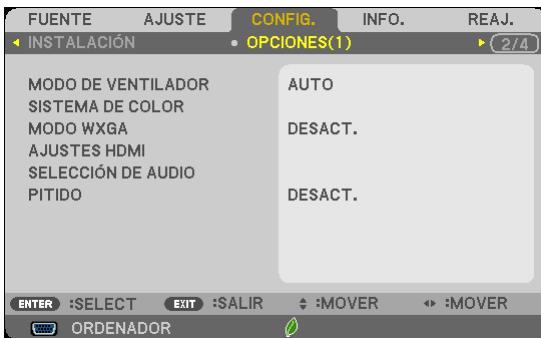 FUENTE AJUSTE CONFIG. INFO. REAJ.
INSTALACIÓN OPCIONES(1) 2/4
MODO DE VENTILADOR AUTO
SISTEMA DE COLOR
MODO WXGA DESACT.
AJUSTES HDMI
SELECCIÓN DE AUDIO
PITIDO DESACT.
ENTER :SELECT EXIT :SALIR :MOVER :MOVER
ORDENADOR